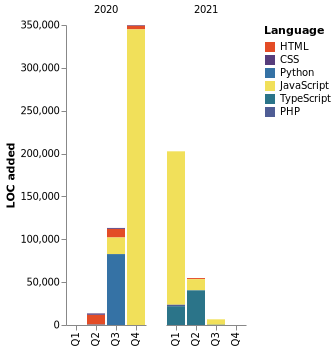 2020
2021
LOC added
350,000
300,000
250,000
200,000
150,000
100,000
50,000
0
Q1
Q2
Q3
Q4
Q1
Q2
Q3
Q4
Language
HTML
CSS
Python
JavaScript
TypeScript
PHP